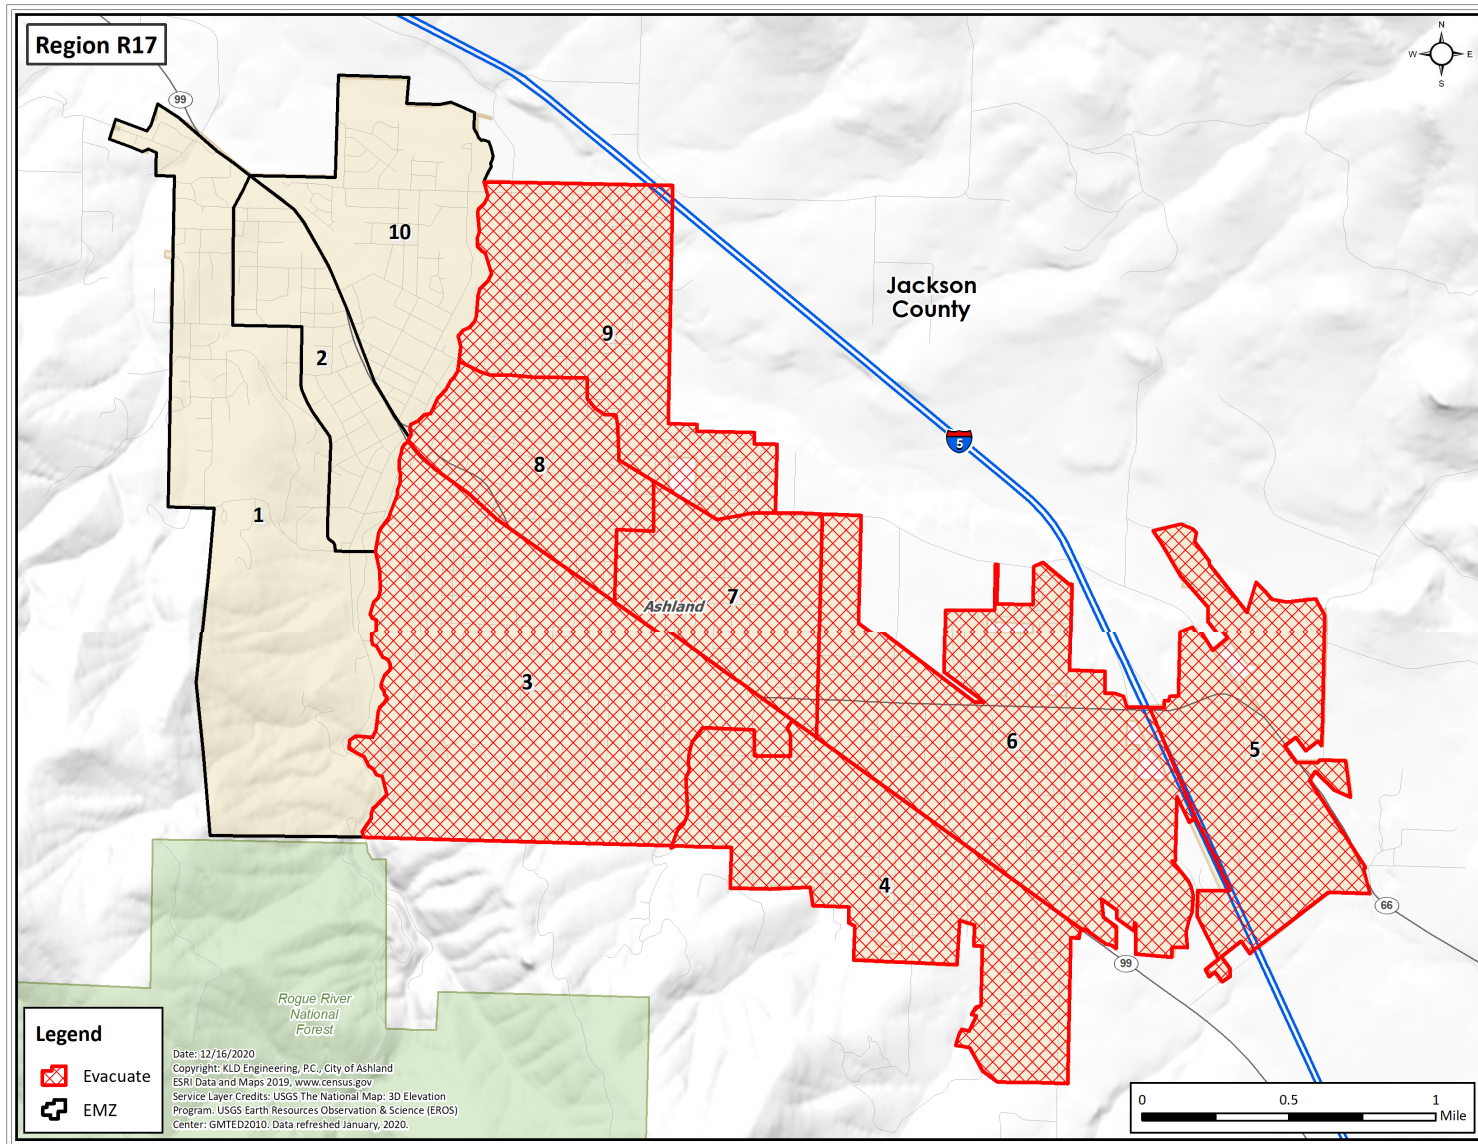 Region R17
N
W E
S
99
10
Jackson
County
9
2
5
8
1
7
Ashland
3
6
5
4
66
99
Rogue River
National
Forest
Legend
Evacuate
EMZ
Date: 12/16/2020
Copyright: KLD Engineering, P.C., City of Ashland
ESRI Data and Maps 2019, www.census.gov
Service Layer Credits: USGS The National Map: 3D Elevation
Program. USGS Earth Resources Observation & Science (EROS)
Center: GMTED2010. Data refreshed January, 2020.
0 0.5 1
Mile